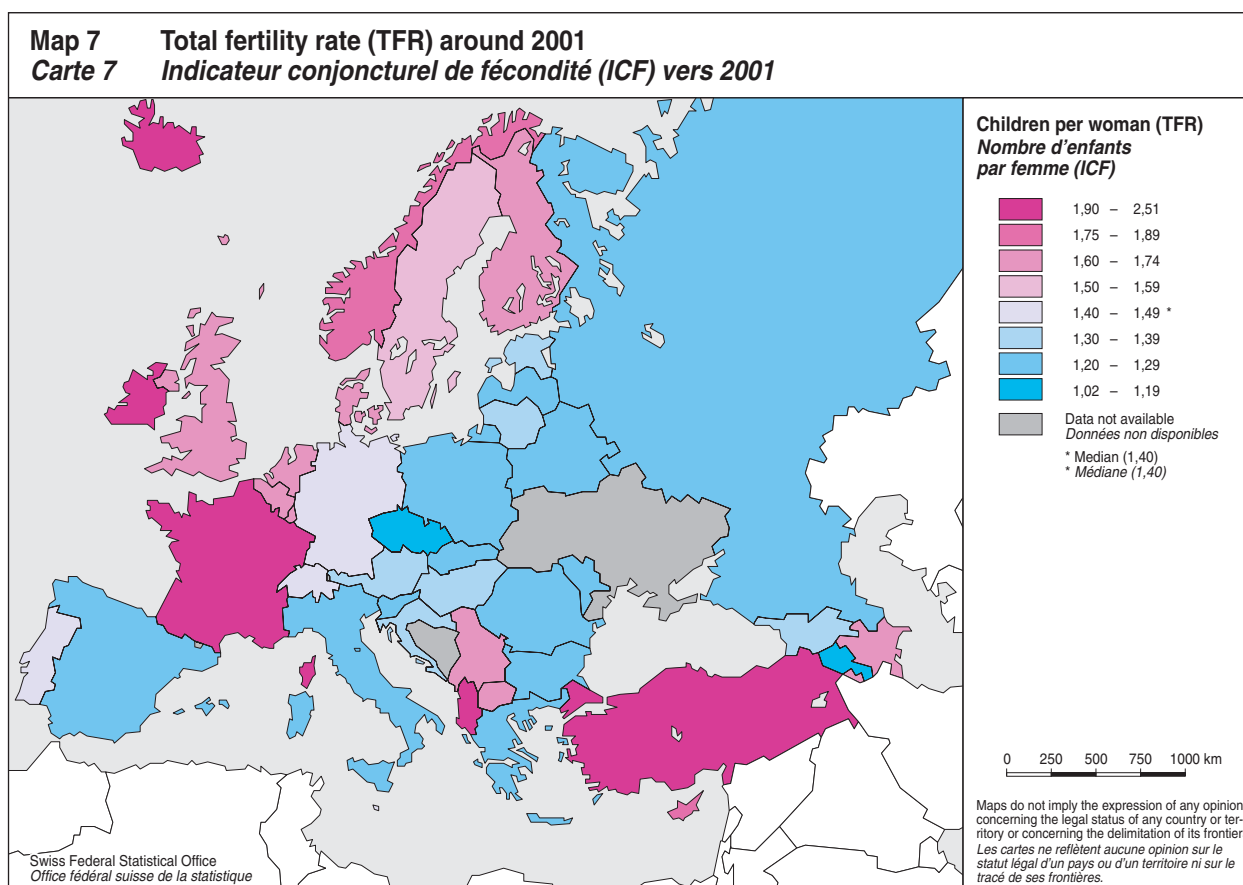 Map 7 Total fertility rate (TFR) around 2001
Carte 7 Indicateur conjoncturel de fécondité (ICF) vers 2001
Children per woman (TFR)
Nombre d'enfants
par femme (ICF)
1,90 – 2,51
1,75 – 1,89
1,60 – 1,74
1,50 – 1,59
1,40 – 1,49 *
1,30 – 1,39
1,20 – 1,29
1,02 – 1,19
Data not available
Données non disponibles
* Median (1,40)
* Médiane (1,40)
0 250 500 750 1000 km
Maps do not imply the expression of any opinion
concerning the legal status of any country or ter-
ritory or concerning the delimitation of its frontier
Les cartes ne reflètent aucune opinion sur le
statut légal d'un pays ou d'un territoire ni sur le
tracé de ses frontières.
Swiss Federal Statistical Office
Office fédéral suisse de la statistique